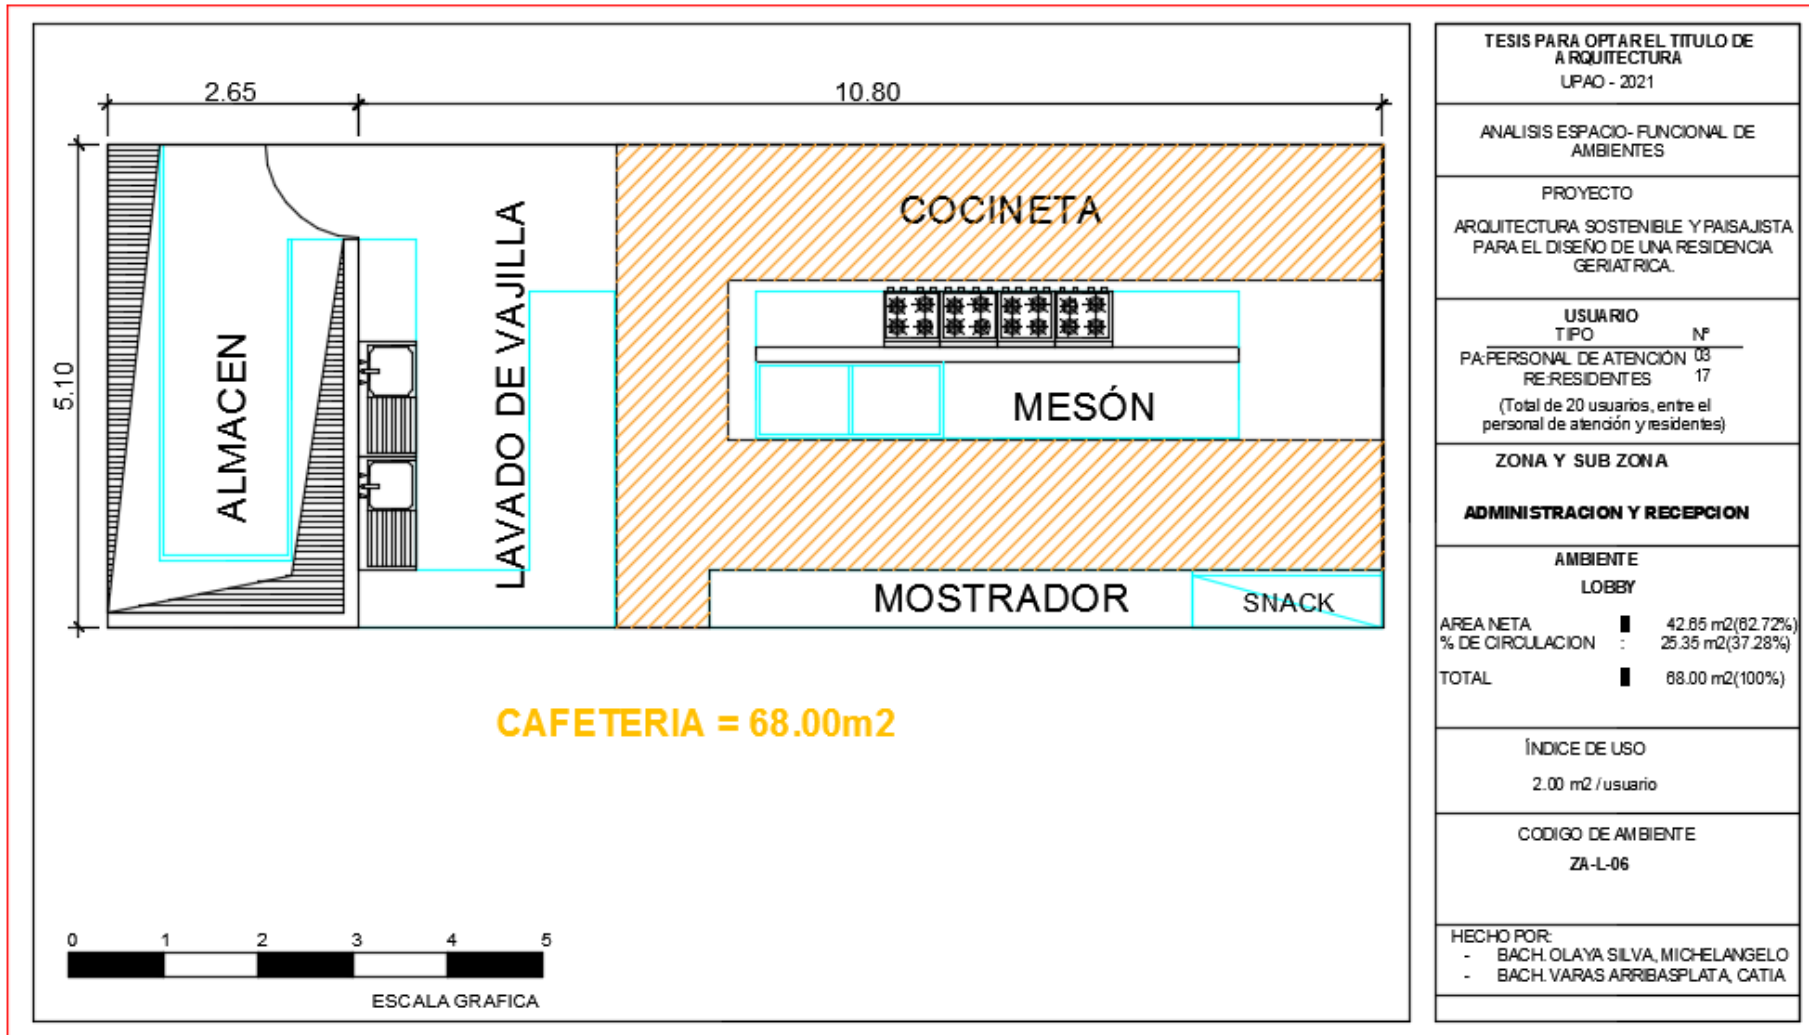 2.65
10.80
5.10
ALMACEN
LAVADO DE VAJILLA
COCINETA
MESÓN
MOSTRADOR
SNACK
CAFETERIA = 68.00m2
0 1 2 3 4 5
ESCALA GRAFICA
TESIS PARA OPTAR EL TITULO DE
ARQUITECTURA
UPAO - 2021
ANALISIS ESPACIO- FUNCIONAL DE
AMBIENTES
PROYECTO
ARQUITECTURA SOSTENIBLE Y PAISAJISTA
PARA EL DISEÑO DE UNA RESIDENCIA
GERIATRICA.
USUARIO
TIPO Nº
PA:PERSONAL DE ATENCIÓN 03
RE:RESIDENTES 17
(Total de 20 usuarios, entre el
personal de atención y residentes)
ZONA Y SUB ZONA
ADMINISTRACION Y RECEPCION
AMBIENTE
LOBBY
AREA NETA 42.65 m2(62.72%)
% DE CIRCULACION : 25.35 m2(37.28%)
TOTAL 68.00 m2(100%)
ÍNDICE DE USO
2.00 m2 / usuario
CODIGO DE AMBIENTE
ZA-L-06
HECHO POR:
- BACH. OLAYA SILVA, MICHELANGELO
- BACH. VARAS ARRIBASPLATA, CATIA